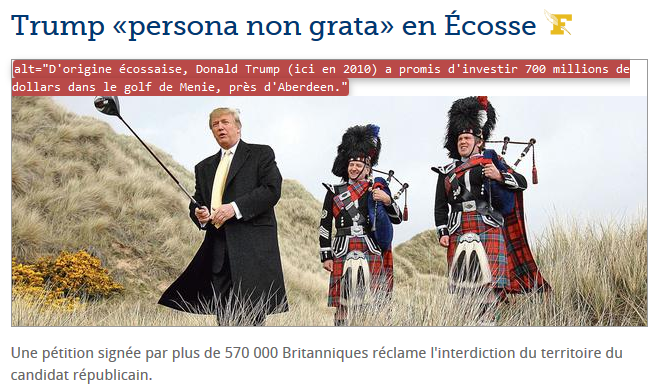 Trump «persona non grata» en Écosse F
alt="D'origine écossaise, Donald Trump (ici en 2010) a promis d'investir 700 millions de
dollars dans le golf de Menie, près d'Aberdeen."
Une pétition signée par plus de 570 000 Britanniques réclame l'interdiction du territoire du
candidat républicain.